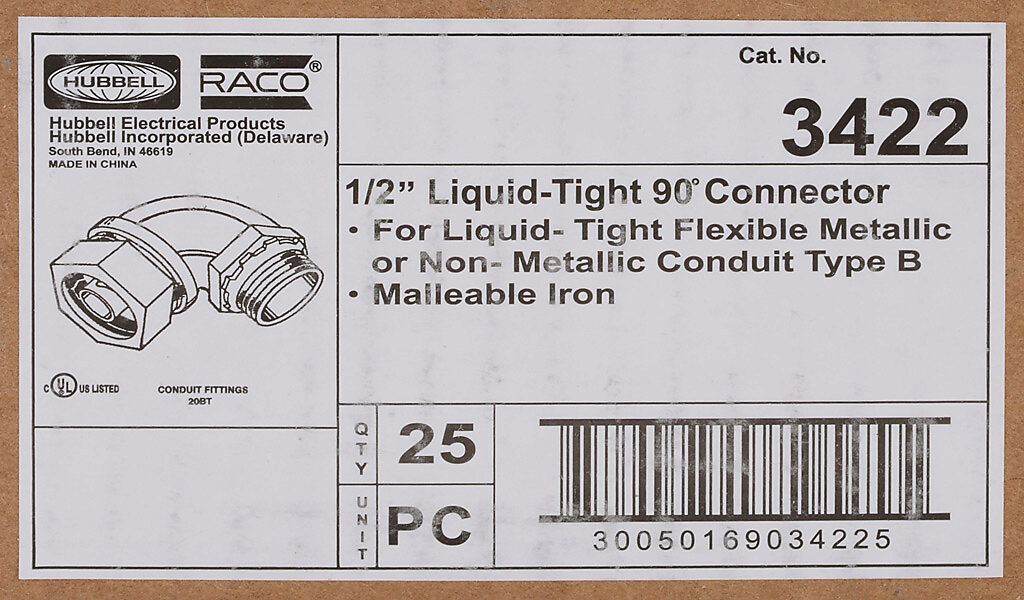 HUBBELL
RACO®
Hubbell Electrical Products
Hubbell Incorporated (Delaware)
South Bend, IN 46619
MADE IN CHINA
C UL US LISTED
CONDUIT FITTINGS
20BT
Cat. No.
3422
1/2” Liquid-Tight 90° Connector
• For Liquid- Tight Flexible Metallic
or Non- Metallic Conduit Type B
• Malleable Iron
QTY
25
UNIT
PC
30050169034225